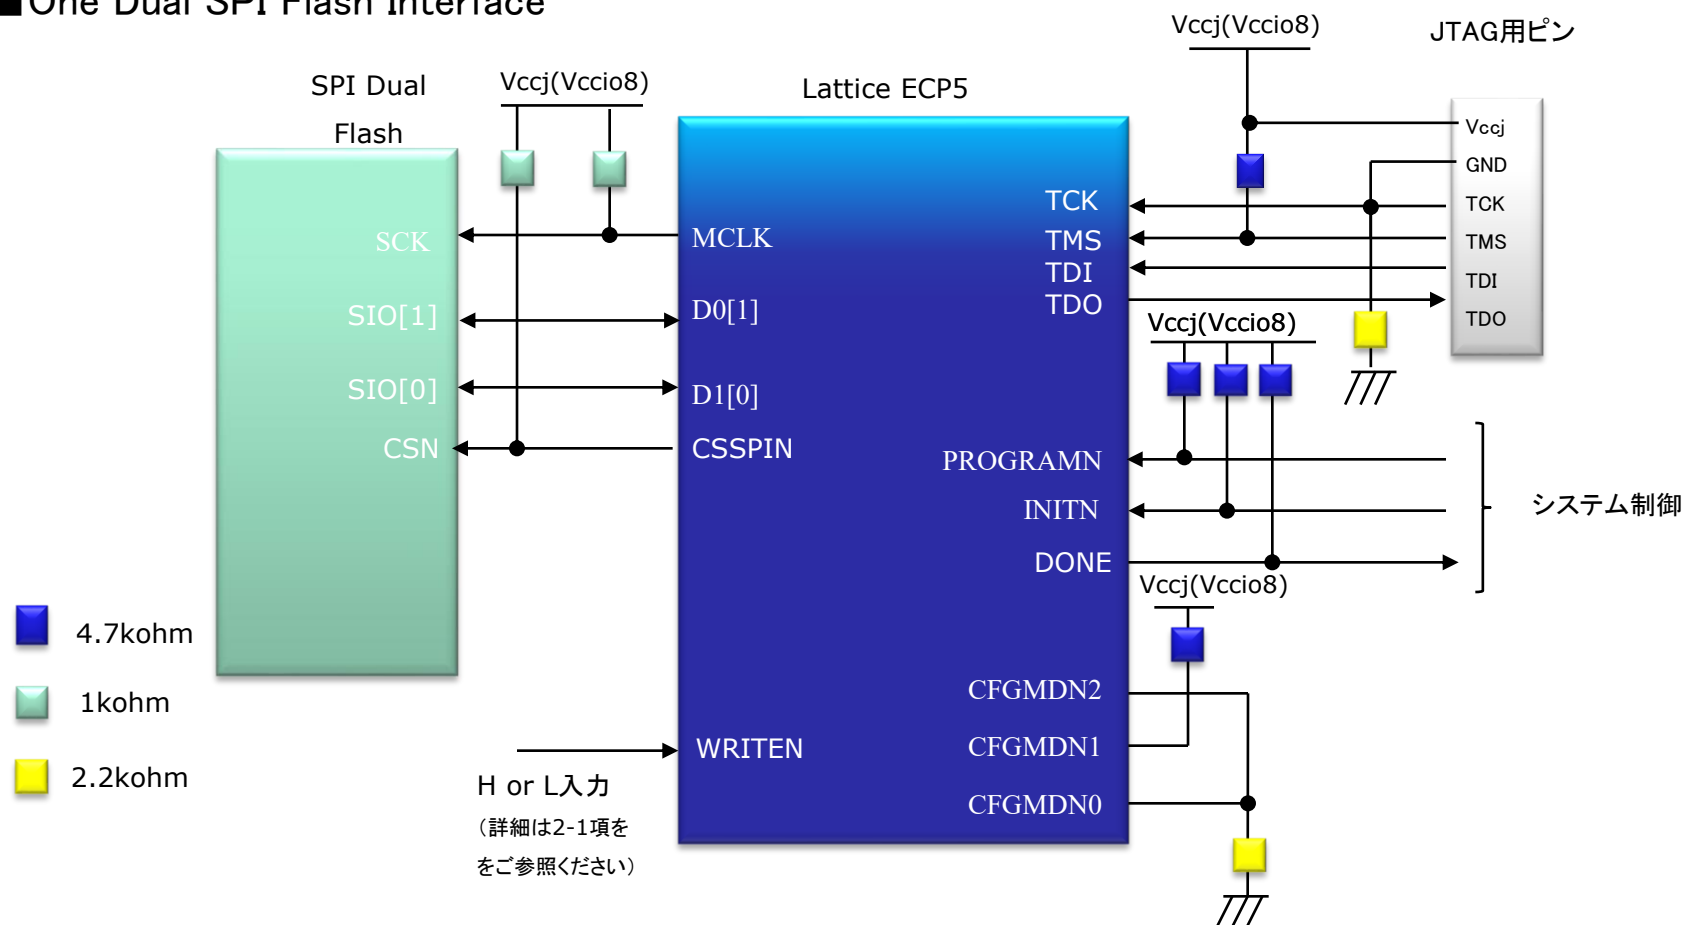 ■One Dual SPI Flash Interface
SPI Dual
Flash
Vccj(Vccio8)
Lattice ECP5
Vccj(Vccio8)
JTAG用ピン
SCK
SIO[1]
SIO[0]
CSN
MCLK
D0[1]
D1[0]
CSSPIN
WRITEN
TCK
TMS
TDI
TDO
PROGRAMN
INITN
DONE
CFGMDN2
CFGMDN1
CFGMDN0
Vccj
GND
TCK
TMS
TDI
TDO
Vccj(Vccio8)
システム制御
Vccj(Vccio8)
4.7kohm
1kohm
2.2kohm
H or L入力
（詳細は2-1項を
をご参照ください）